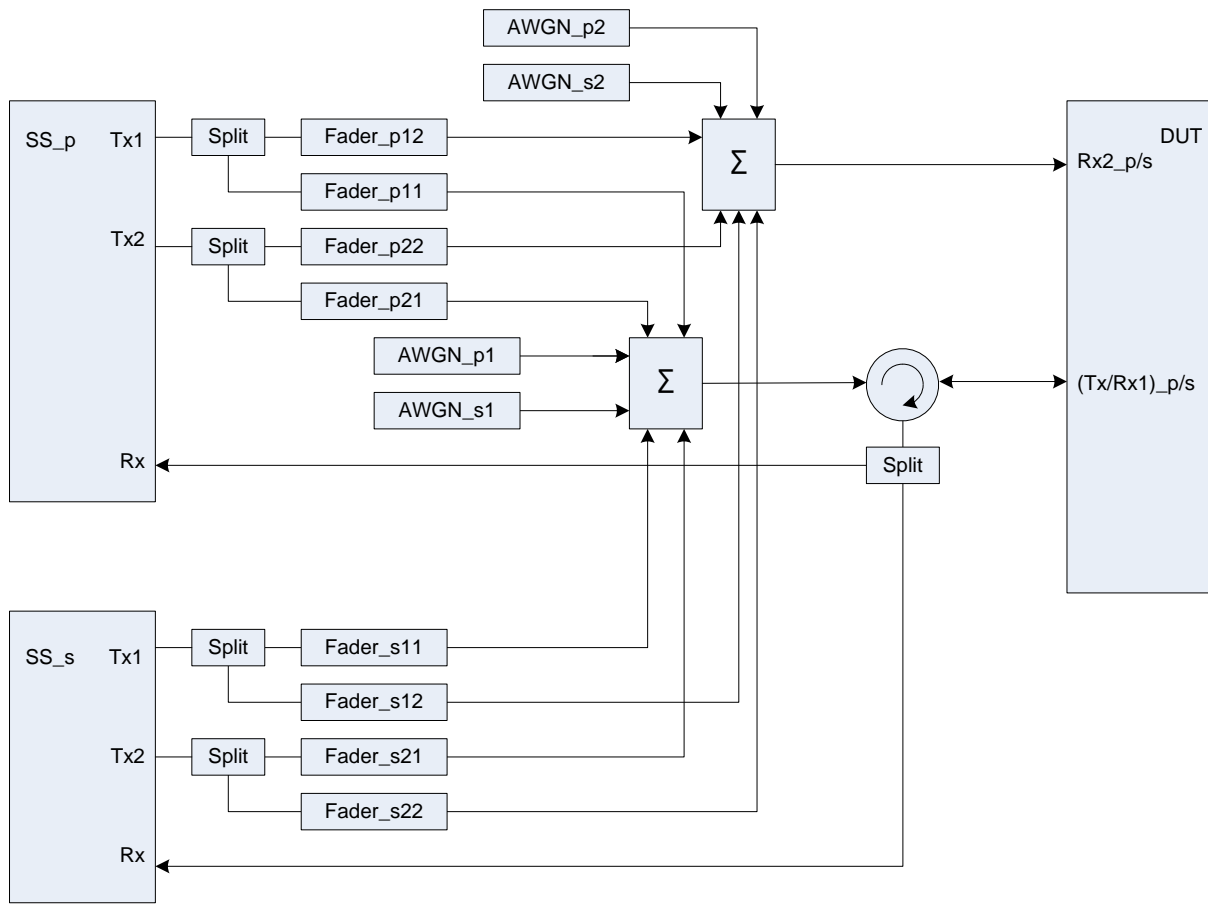 AWGN_p2
AWGN_s2
SS_p
Tx1
Split
Fader_p12
Σ
DUT
Rx2_p/s
Fader_p11
Tx2
Split
Fader_p22
Fader_p21
AWGN_p1
Σ
(Tx/Rx1)_p/s
AWGN_s1
Rx
Split
SS_s
Tx1
Split
Fader_s11
Fader_s12
Tx2
Split
Fader_s21
Fader_s22
Rx